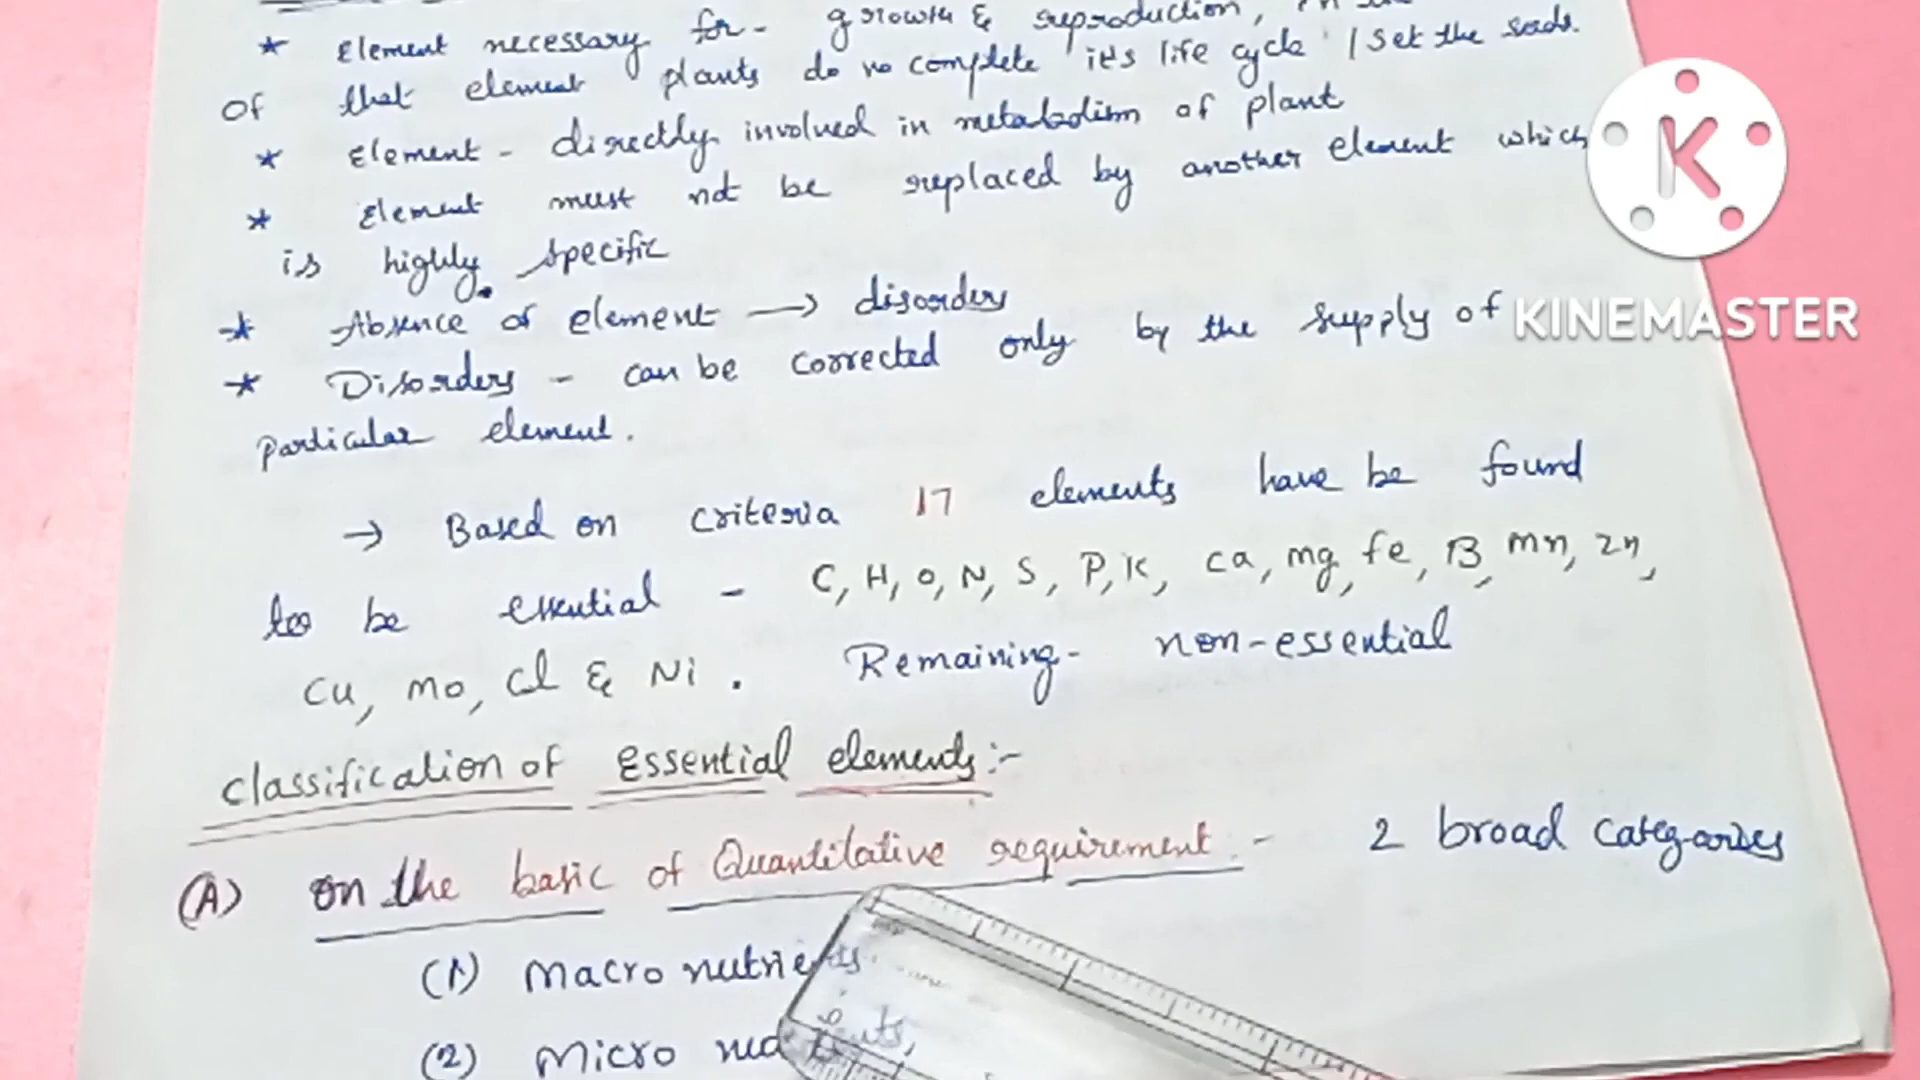 * Element necessary for - growth & reproduction,
of that element plants do no complete it's life cycle / set the seeds.
* Element - directly involved in metabolism of plant
* Element must not be replaced by another element which
is highly specific
* Absence of element → disorders
* Disorders - can be corrected only by the supply of
particular element.
→ Based on criteria 17 elements have be found
to be essential - C, H, O, N, S, P, K, Ca, Mg, Fe, B, Mn, Zn,
Cu, Mo, Cl & Ni. Remaining - non-essential
Classification of Essential elements:-
(A) on the basic of Quantitative requirement - 2 broad categories
(1) Macro nutrients
(2) Micro nutrients,
K
KINEMASTER